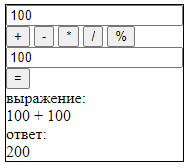 100
+ - * / %
100
=
выражение:
100 + 100
ответ:
200